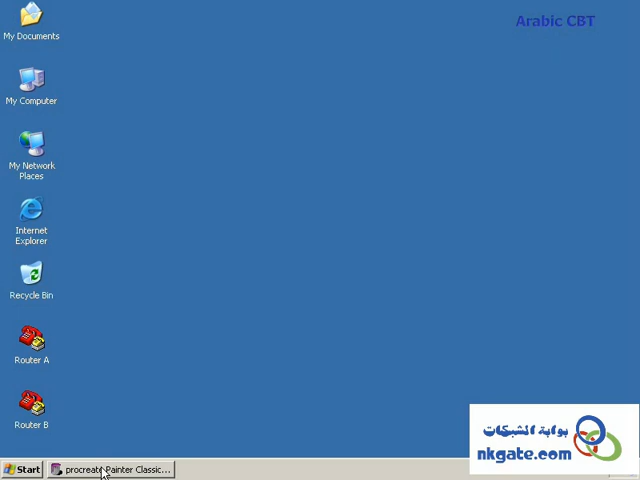 Arabic CBT
My Documents
My Computer
My Network
Places
Internet
Explorer
Recycle Bin
Router A
Router B
بوابة الشبكات
nkgate.com
Start
procreate Painter Classic...